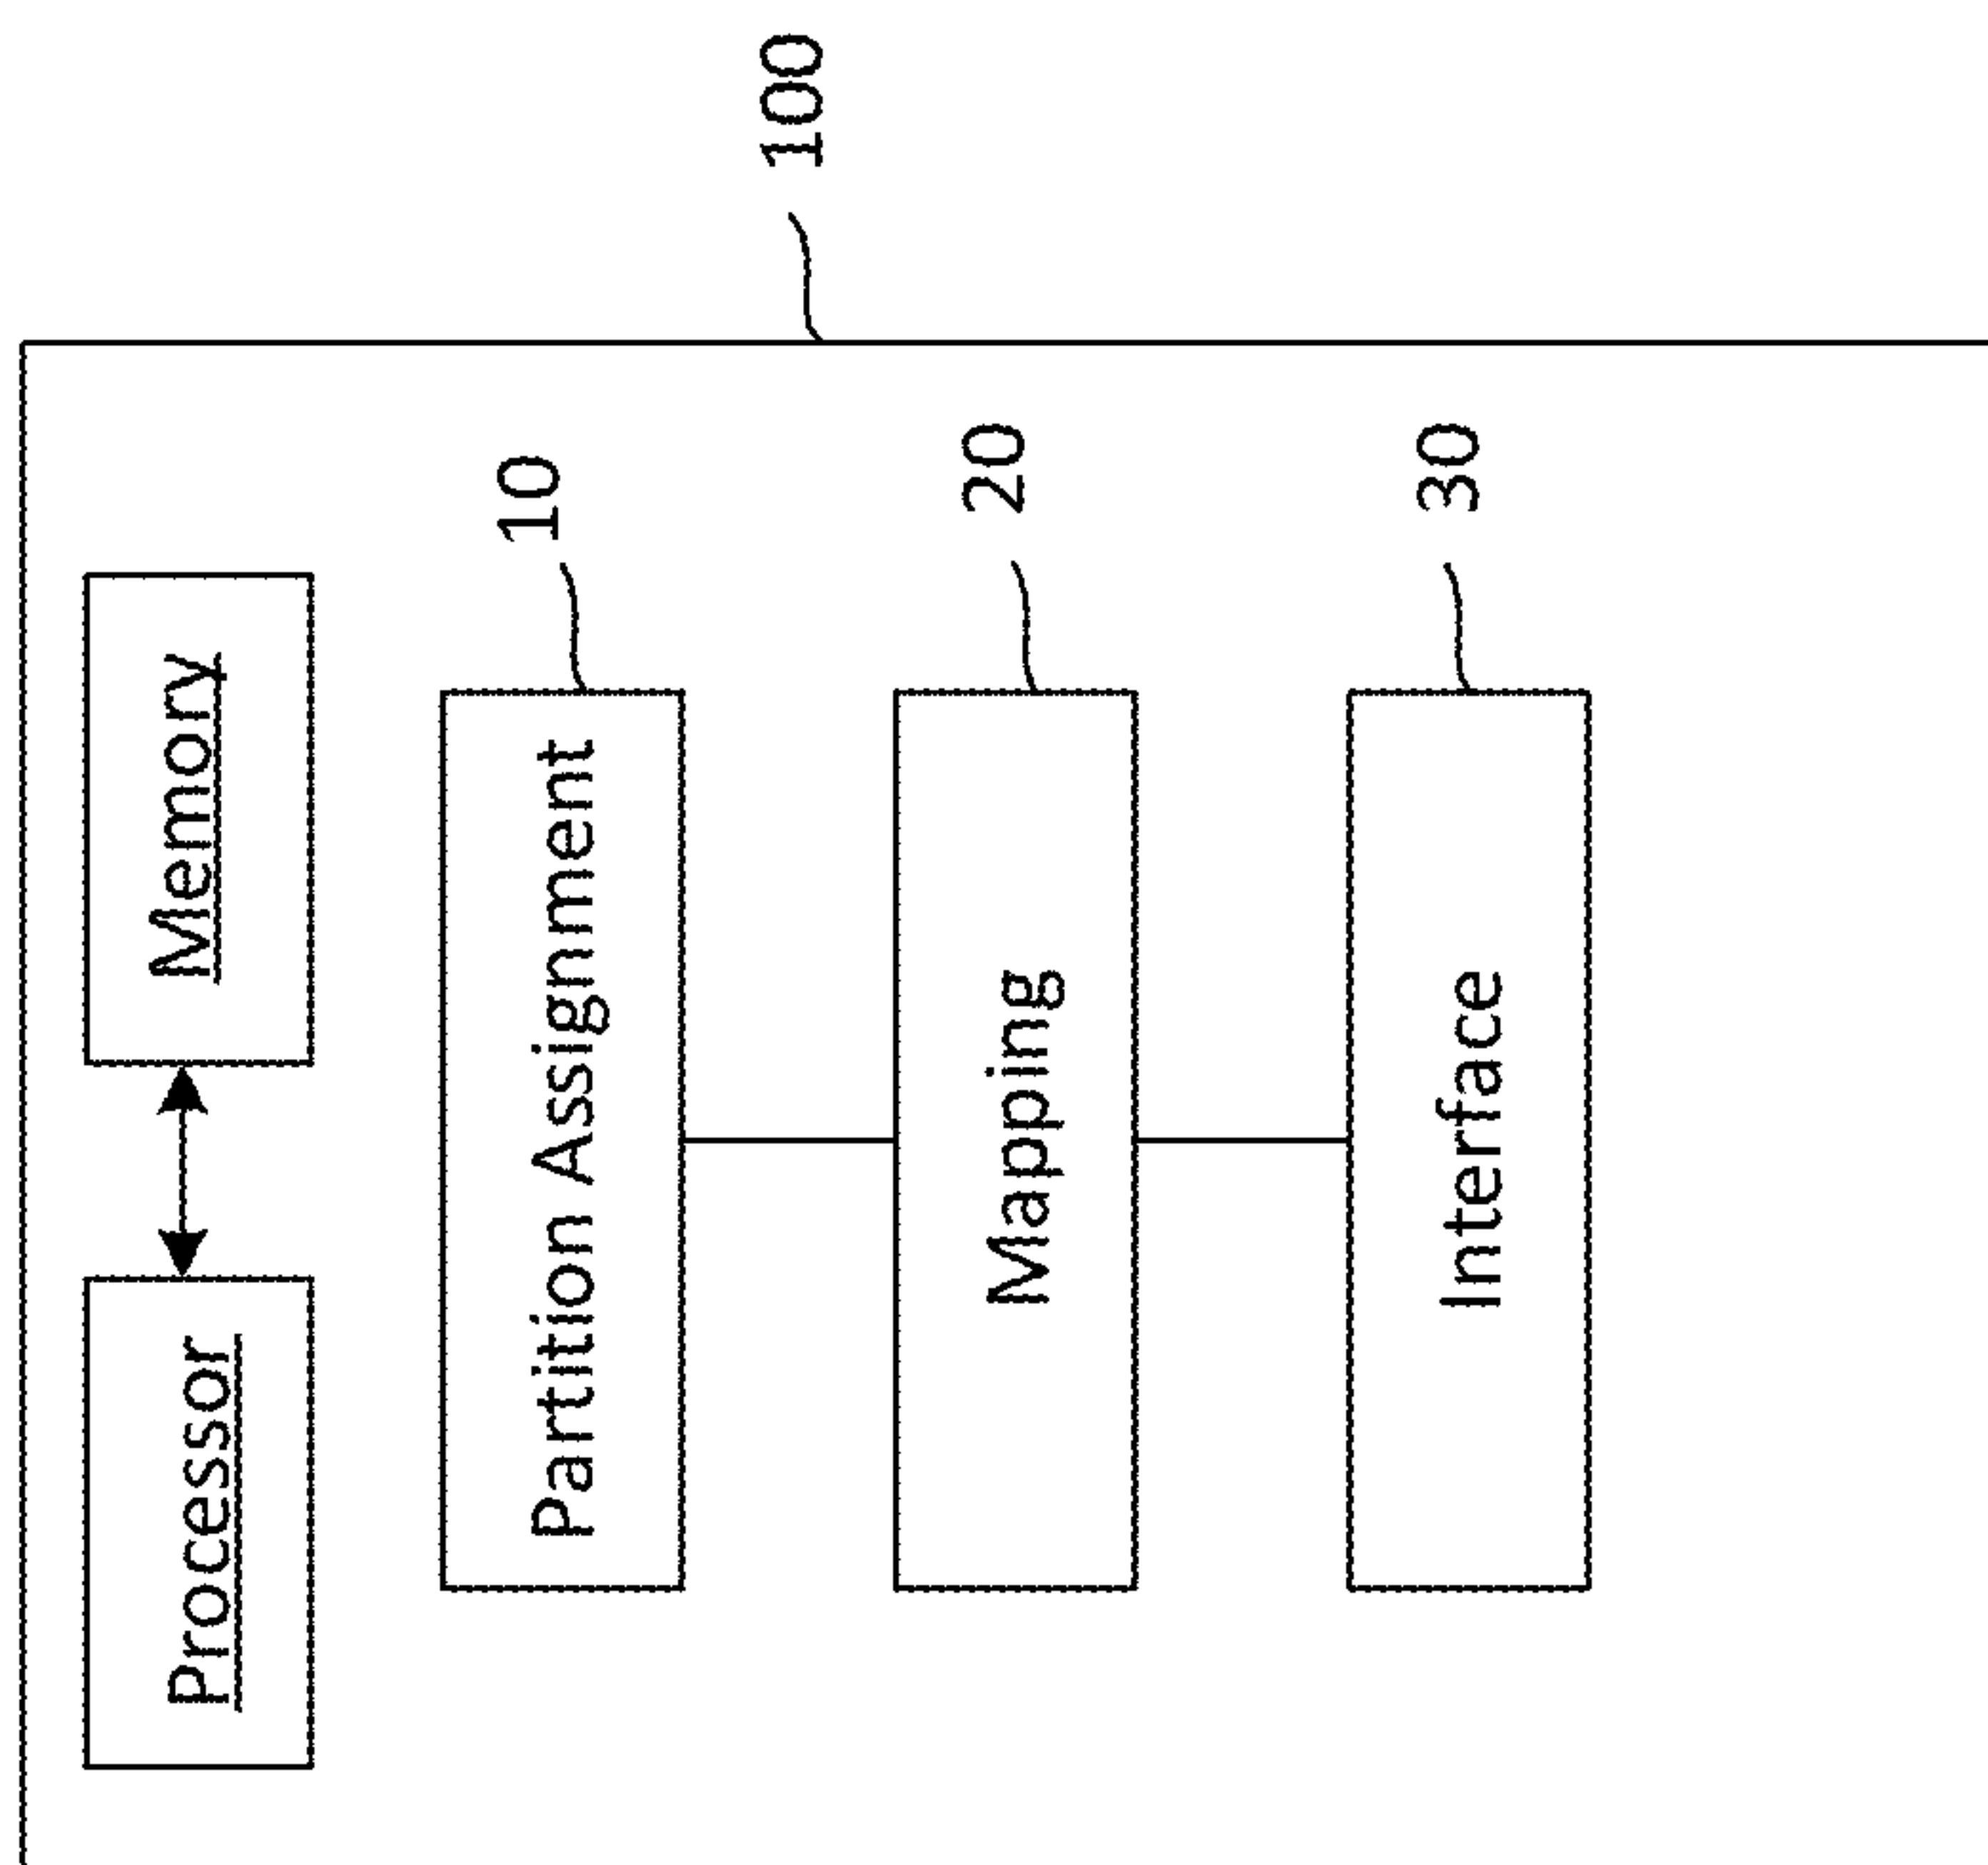 100
Processor
Memory
10
Partition Assignment
20
Mapping
30
Interface